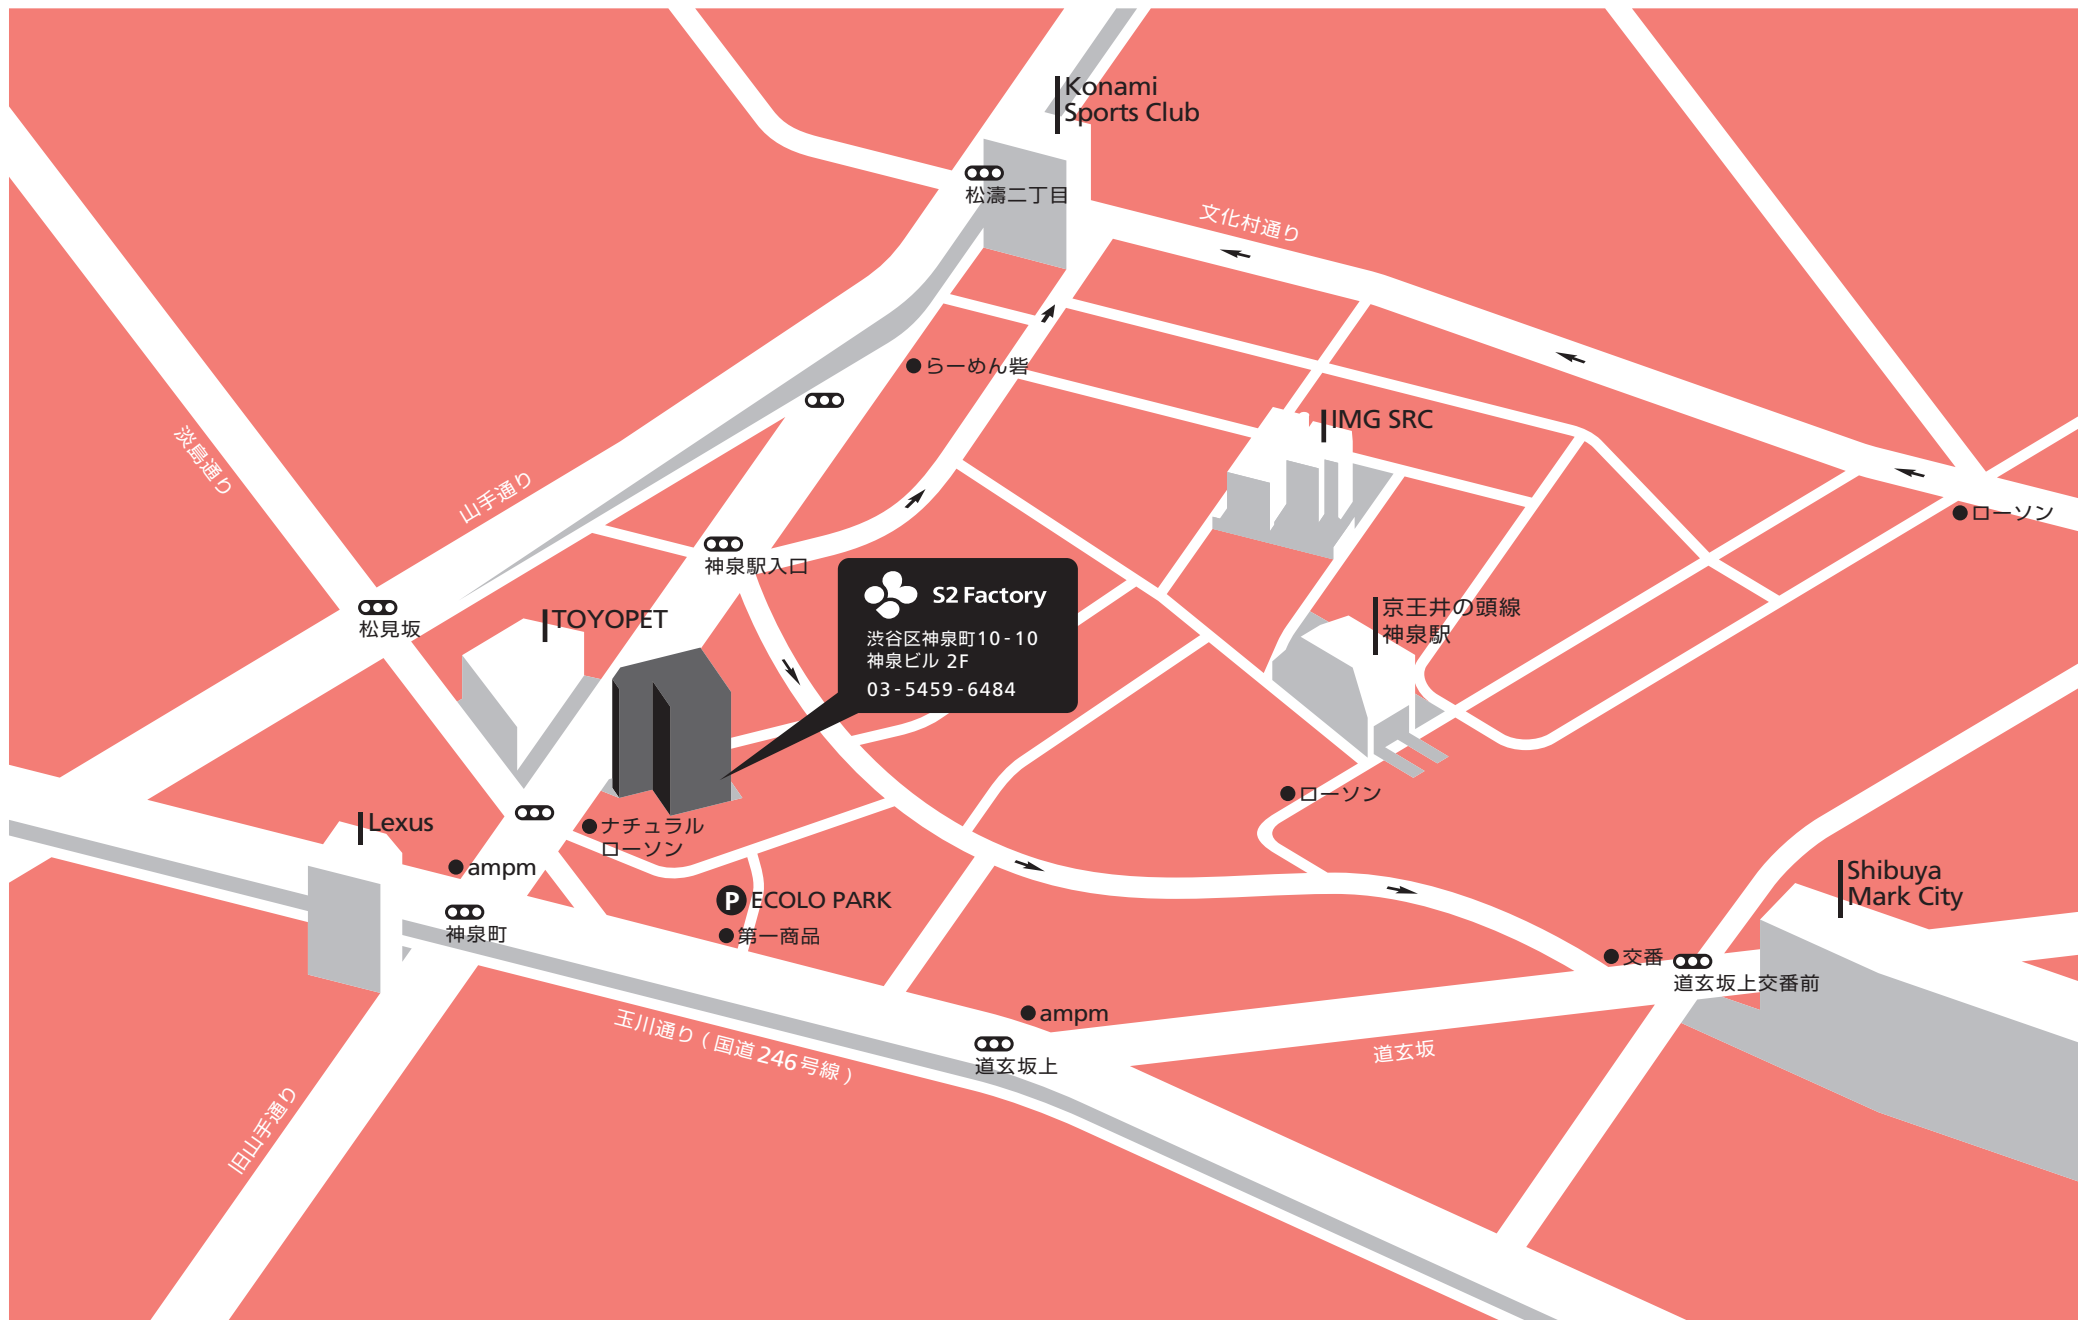 Konami
Sports Club
松濤二丁目
文化村通り
らーめん砦
IMG SRC
淡島通り
山手通り
ローソン
神泉駅入口
S2 Factory
渋谷区神泉町10-10
神泉ビル 2F
03-5459-6484
京王井の頭線
神泉駅
TOYOPET
松見坂
ローソン
Lexus
ナチュラル
ローソン
ampm
P ECOLO PARK
神泉町
第一商品
Shibuya
Mark City
交番
道玄坂上交番前
ampm
道玄坂上
道玄坂
玉川通り(国道246号線)
旧山手通り